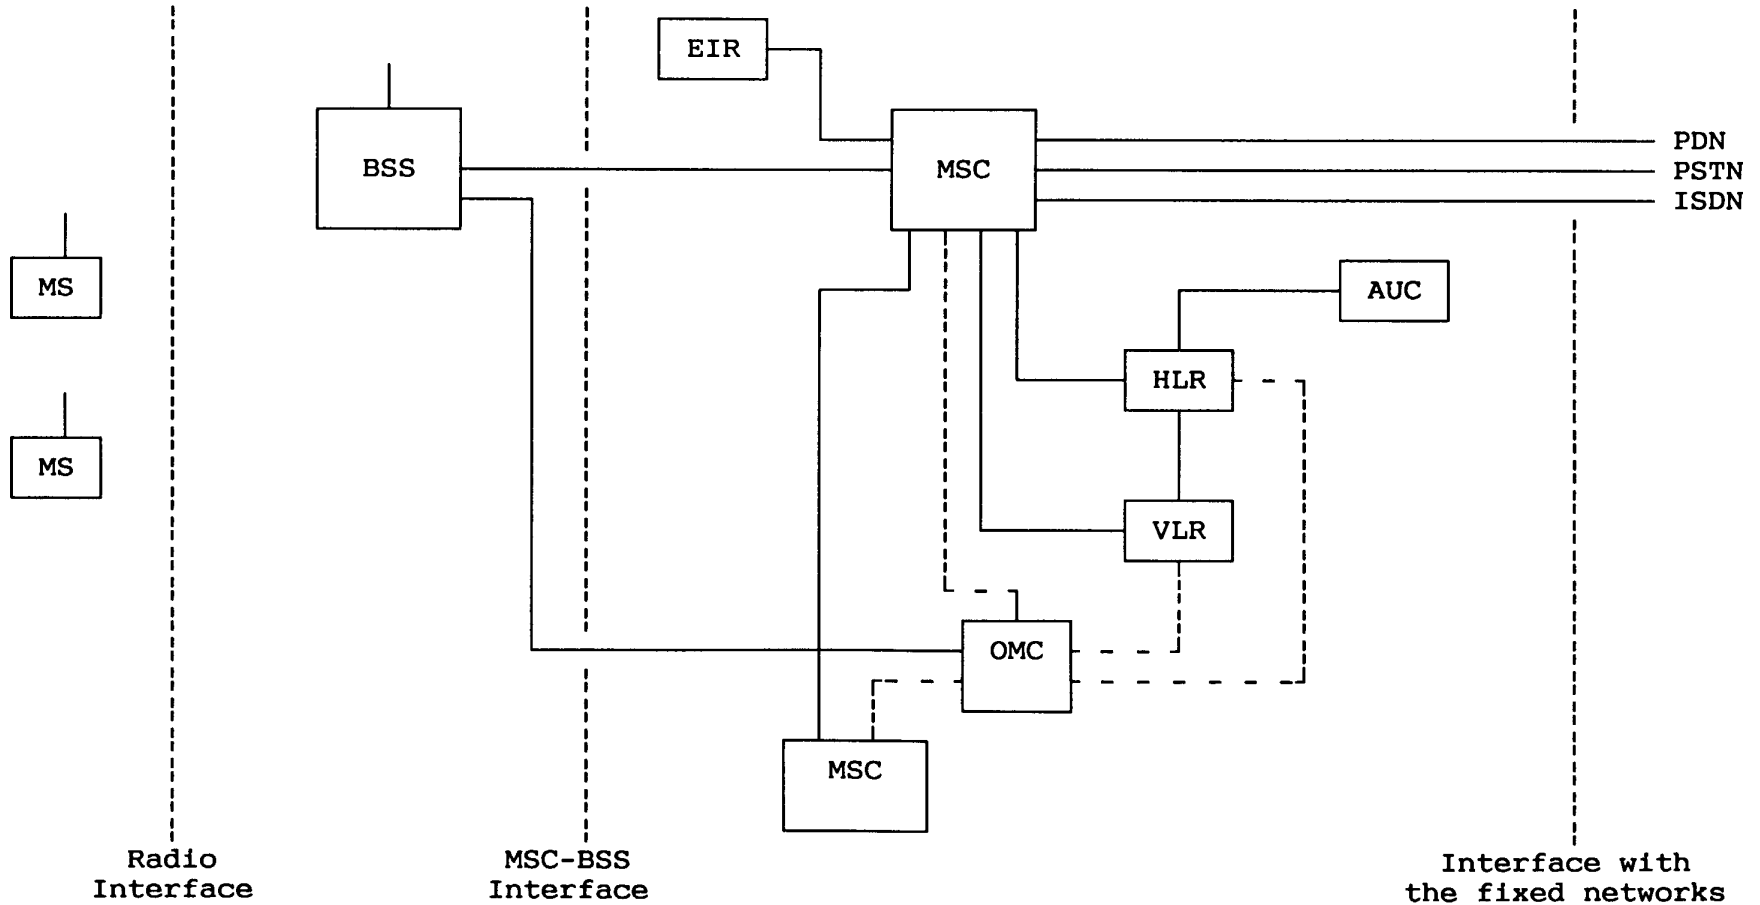 EIR
BSS
MSC
PDN
PSTN
ISDN
MS
AUC
HLR
MS
VLR
OMC
MSC
Radio
Interface
MSC-BSS
Interface
Interface with
the fixed networks